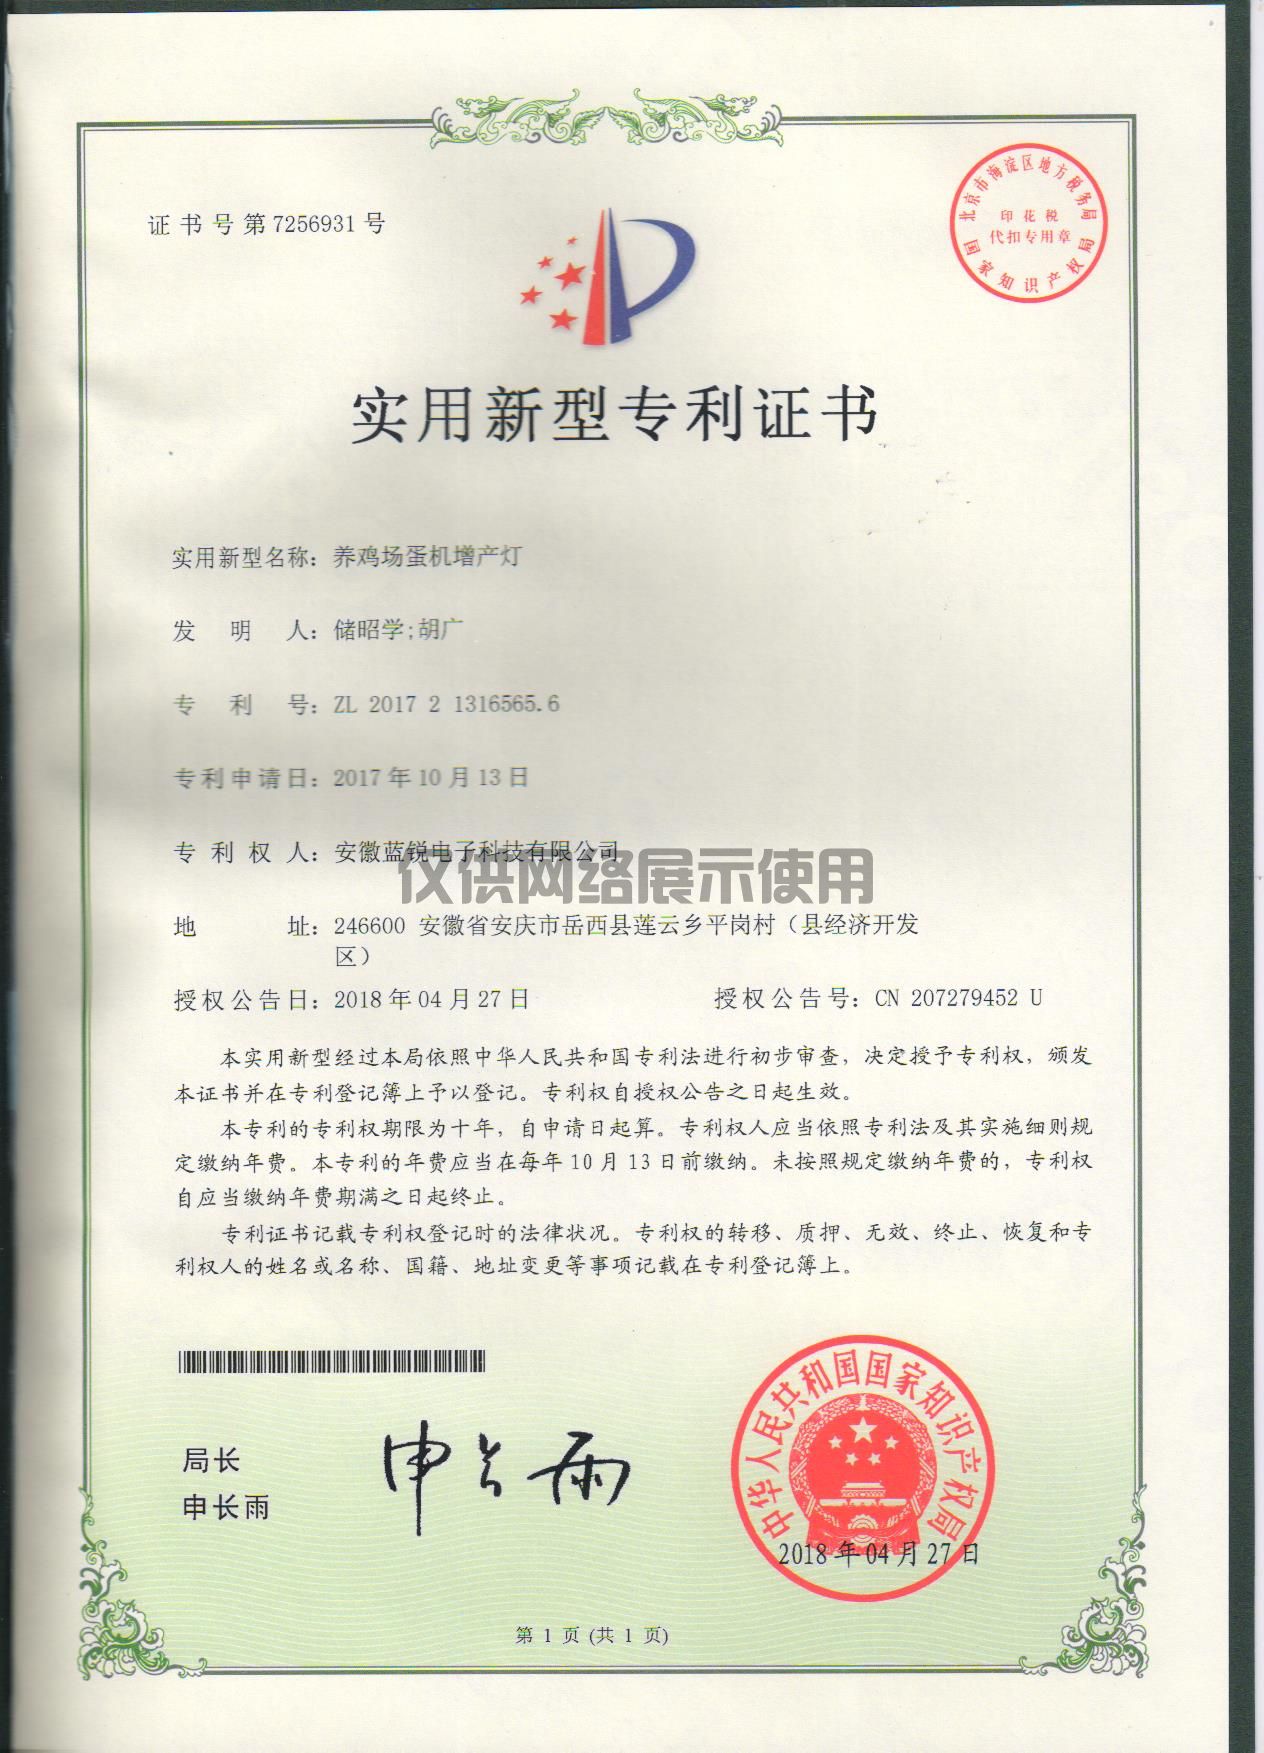 证书号第7256931号
北京市海淀区地方税务局
印花税
代扣专用章
国家知识产权局
实用新型专利证书
实用新型名称：养鸡场蛋机增产灯
发明人：储昭学;胡广
专利号：ZL 2017 2 1316565.6
专利申请日：2017年10月13日
专利权人：安徽蓝锐电子科技有限公司
仅供网络展示使用
地址：246600 安徽省安庆市岳西县莲云乡平岗村（县经济开发
区）
授权公告日：2018年04月27日 授权公告号：CN 207279452 U
本实用新型经过本局依照中华人民共和国专利法进行初步审查，决定授予专利权，颁发
本证书并在专利登记簿上予以登记。专利权自授权公告之日起生效。
本专利的专利权期限为十年，自申请日起算。专利权人应当依照专利法及其实施细则规
定缴纳年费。本专利的年费应当在每年10月13日前缴纳。未按照规定缴纳年费的，专利权
自应当缴纳年费期满之日起终止。
专利证书记载专利权登记时的法律状况。专利权的转移、质押、无效、终止、恢复和专
利权人的姓名或名称、国籍、地址变更等事项记载在专利登记簿上。
局长
申长雨
申长雨
中华人民共和国国家知识产权局
2018年04月27日
第 1 页 (共 1 页)